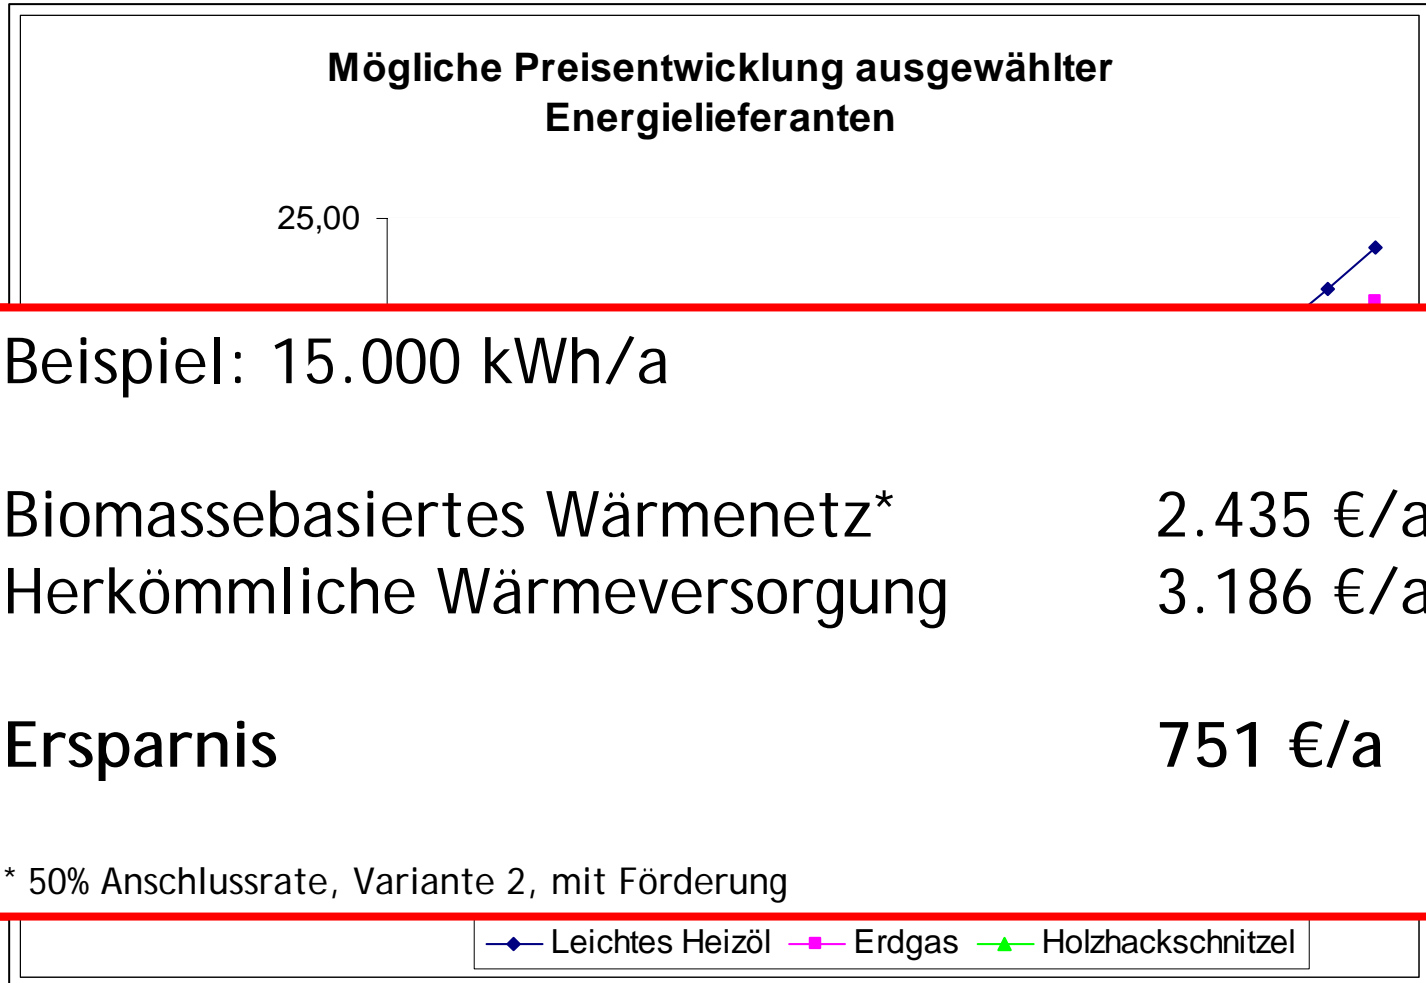 Mögliche Preisentwicklung ausgewählter
Energielieferanten
25,00
Beispiel: 15.000 kWh/a
Biomassebasiertes Wärmenetz* 2.435 €/a
Herkömmliche Wärmeversorgung 3.186 €/a
Ersparnis 751 €/a
* 50% Anschlussrate, Variante 2, mit Förderung
Leichtes Heizöl Erdgas Holzhackschnitzel